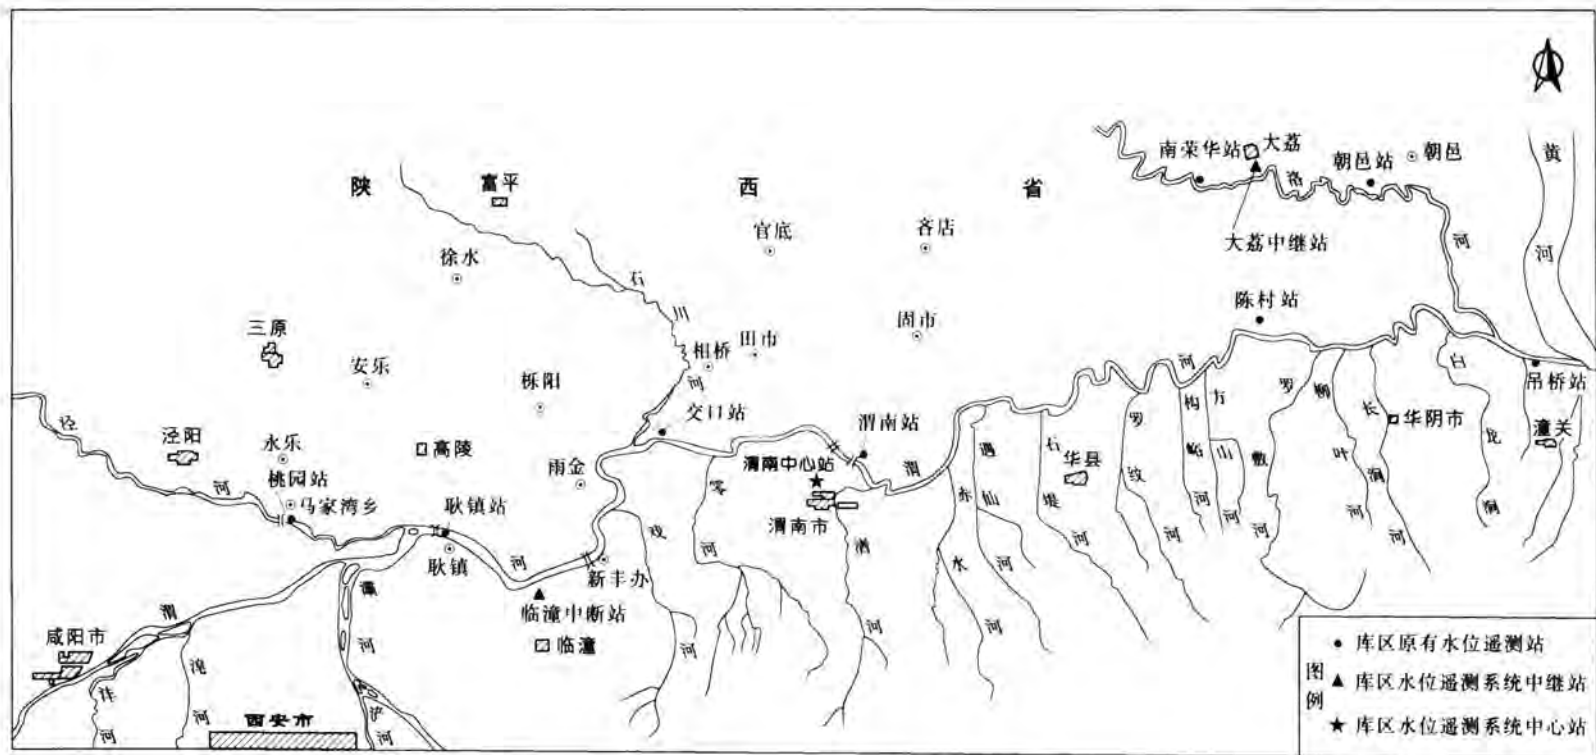 陕
西
省
富平
徐水
三原
安乐
栎阳
泾阳
永乐
桃园站
马家湾乡
高陵
耿镇站
耿镇
雨金
新丰办
临潼中断站
临潼
咸阳市
西安市
官底
吝店
田市
相桥
固市
交口站
渭南站
渭南中心站
渭南市
华县
南荣华站
大荔
朝邑站
朝邑
大荔中继站
陈村站
吊桥站
潼关
华阴市
黄
河
洛
河
石
川
河
泾
河
渭
河
渭
河
灞
河
浐
河
沣
河
河
戏
河
零
河
河
赤
水
河
遇
仙
河
石
堤
河
罗
纹
河
构
峪
河
方
山
河
罗
敷
河
柳
叶
河
长
涧
河
白
龙
涧
图
例
库区原有水位遥测站
库区水位遥测系统中继站
库区水位遥测系统中心站